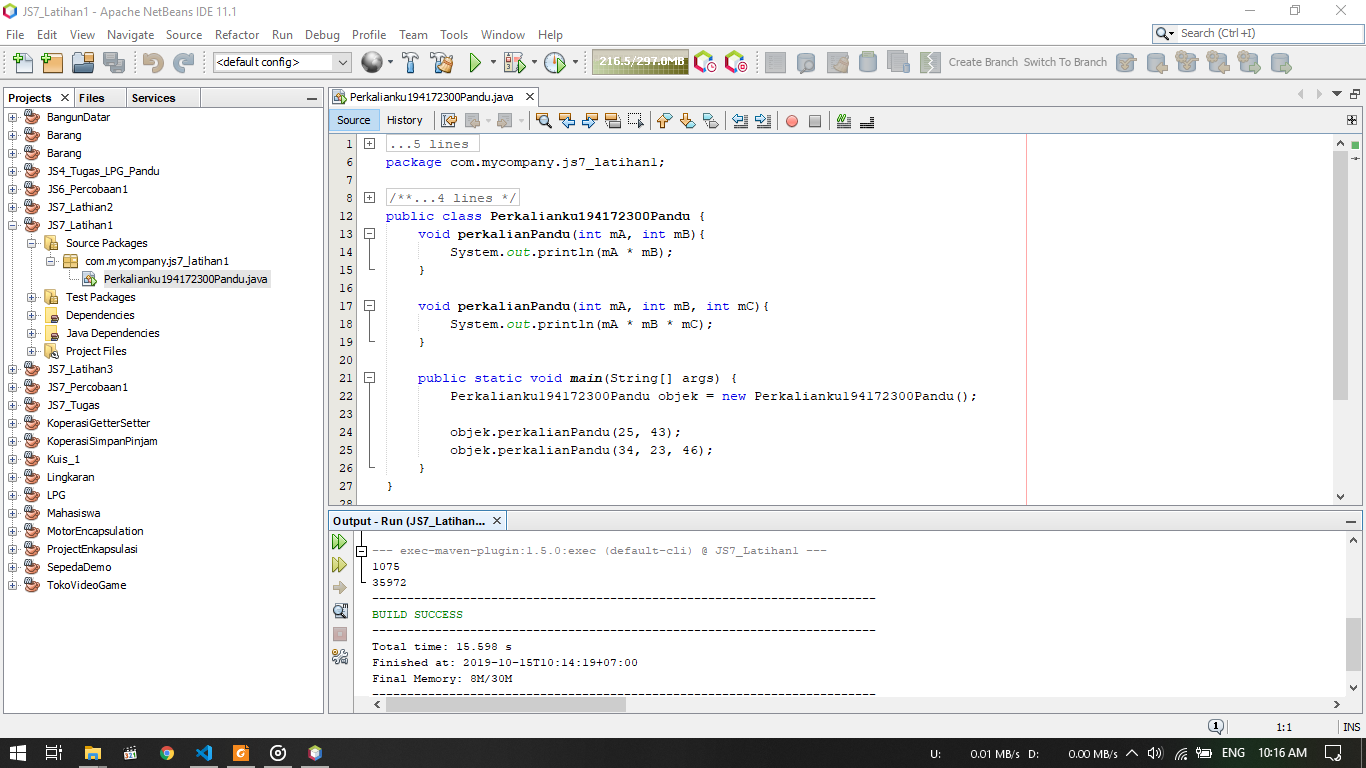 JS7_Latihan1 - Apache NetBeans IDE 11.1
File Edit View Navigate Source Refactor Run Debug Profile Team Tools Window Help
Search (Ctrl+I)
<default config>
216.5/297.0MB
Create Branch Switch To Branch
Projects Files Services
BangunDatar
Barang
Barang
JS4_Tugas_LPG_Pandu
JS6_Percobaan1
JS7_Lathian2
JS7_Latihan1
Source Packages
com.mycompany.js7_latihan1
Perkalianku194172300Pandu.java
Test Packages
Dependencies
Java Dependencies
Project Files
JS7_Latihan3
JS7_Percobaan1
JS7_Tugas
KoperasiGetterSetter
KoperasiSimpanPinjam
Kuis_1
Lingkaran
LPG
Mahasiswa
MotorEncapsulation
ProjectEnkapsulasi
SepedaDemo
TokoVideoGame
Perkalianku194172300Pandu.java
Source History
1 ...5 lines
6 package com.mycompany.js7_latihan1;
7
8 /**...4 lines */
12 public class Perkalianku194172300Pandu {
13 void perkalianPandu(int mA, int mB){
14 System.out.println(mA * mB);
15 }
16
17 void perkalianPandu(int mA, int mB, int mC){
18 System.out.println(mA * mB * mC);
19 }
20
21 public static void main(String[] args) {
22 Perkalianku194172300Pandu objek = new Perkalianku194172300Pandu();
23
24 objek.perkalianPandu(25, 43);
25 objek.perkalianPandu(34, 23, 46);
26 }
27 }
28
Output - Run (JS7_Latihan...
--- exec-maven-plugin:1.5.0:exec (default-cli) @ JS7_Latihan1 ---
1075
35972
------------------------------------------------------------------------
BUILD SUCCESS
------------------------------------------------------------------------
Total time: 15.598 s
Finished at: 2019-10-15T10:14:19+07:00
Final Memory: 8M/30M
------------------------------------------------------------------------
1 1:1 INS
U: 0.01 MB/s D: 0.00 MB/s ENG 10:16 AM